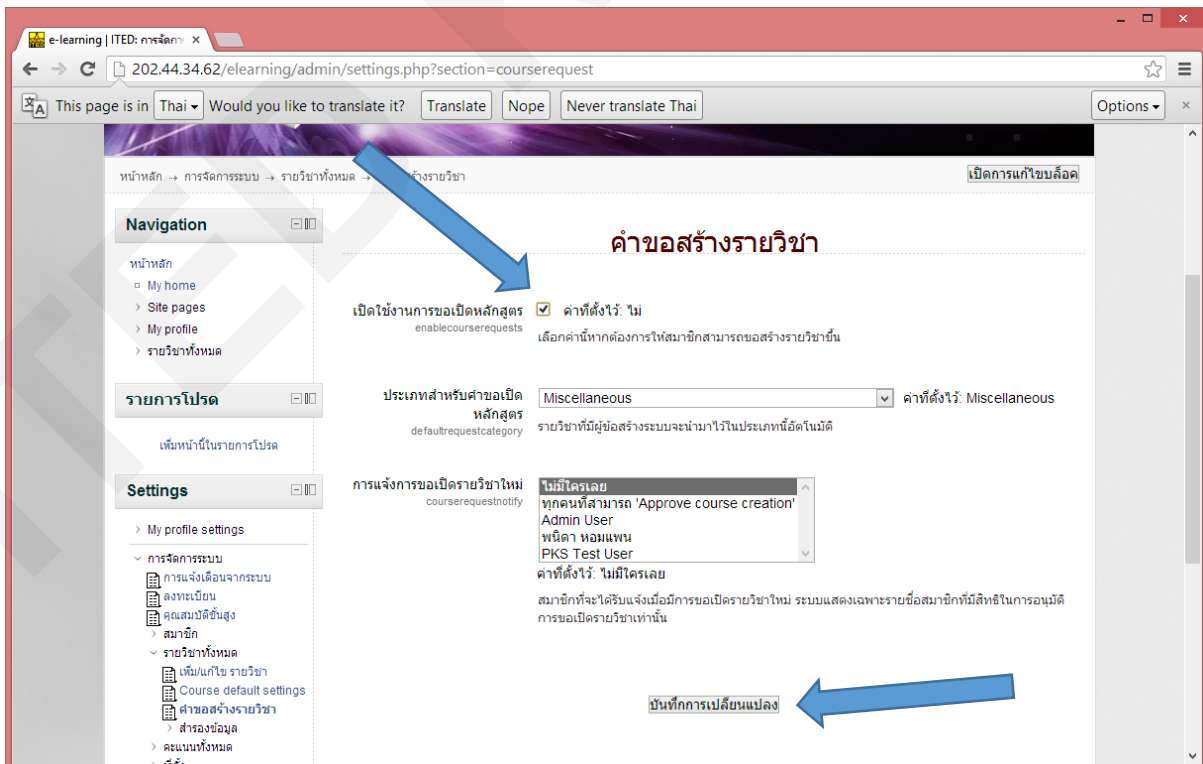 e-learning | ITED: การจัดกา
202.44.34.62/elearning/admin/settings.php?section=courserequest
This page is in Thai Would you like to translate it? Translate Nope Never translate Thai Options
หน้าหลัก → การจัดการระบบ → รายวิชาทั้งหมด → สร้างรายวิชา
เปิดการแก้ไขบล็อค
Navigation
หน้าหลัก
My home
Site pages
My profile
รายวิชาทั้งหมด
รายการโปรด
เพิ่มหน้านี้ในรายการโปรด
Settings
My profile settings
การจัดการระบบ
การแจ้งเตือนจากระบบ
ลงทะเบียน
คุณสมบัติขั้นสูง
สมาชิก
รายวิชาทั้งหมด
เพิ่ม/แก้ไข รายวิชา
Course default settings
คำขอสร้างรายวิชา
สำรองข้อมูล
คะแนนทั้งหมด
คำขอสร้างรายวิชา
เปิดใช้งานการขอเปิดหลักสูตร ค่าที่ตั้งไว้: ไม่
enablecourserequests
เลือกค่านี้หากต้องการให้สมาชิกสามารถขอสร้างรายวิชาขึ้น
ประเภทสำหรับคำขอเปิด
หลักสูตร
defaultrequestcategory
Miscellaneous ค่าที่ตั้งไว้: Miscellaneous
รายวิชาที่มีผู้ขอสร้างระบบจะนำมาไว้ในประเภทนี้อัตโนมัติ
การแจ้งการขอเปิดรายวิชาใหม่
courserequestnotify
ไม่มีใครเลย
ทุกคนที่สามารถ 'Approve course creation'
Admin User
พนิดา หอมแพน
PKS Test User
ค่าที่ตั้งไว้: ไม่มีใครเลย
สมาชิกที่จะได้รับแจ้งเมื่อมีการขอเปิดรายวิชาใหม่ ระบบแสดงเฉพาะรายชื่อสมาชิกที่มีสิทธิในการอนุมัติ
การขอเปิดรายวิชาเท่านั้น
บันทึกการเปลี่ยนแปลง